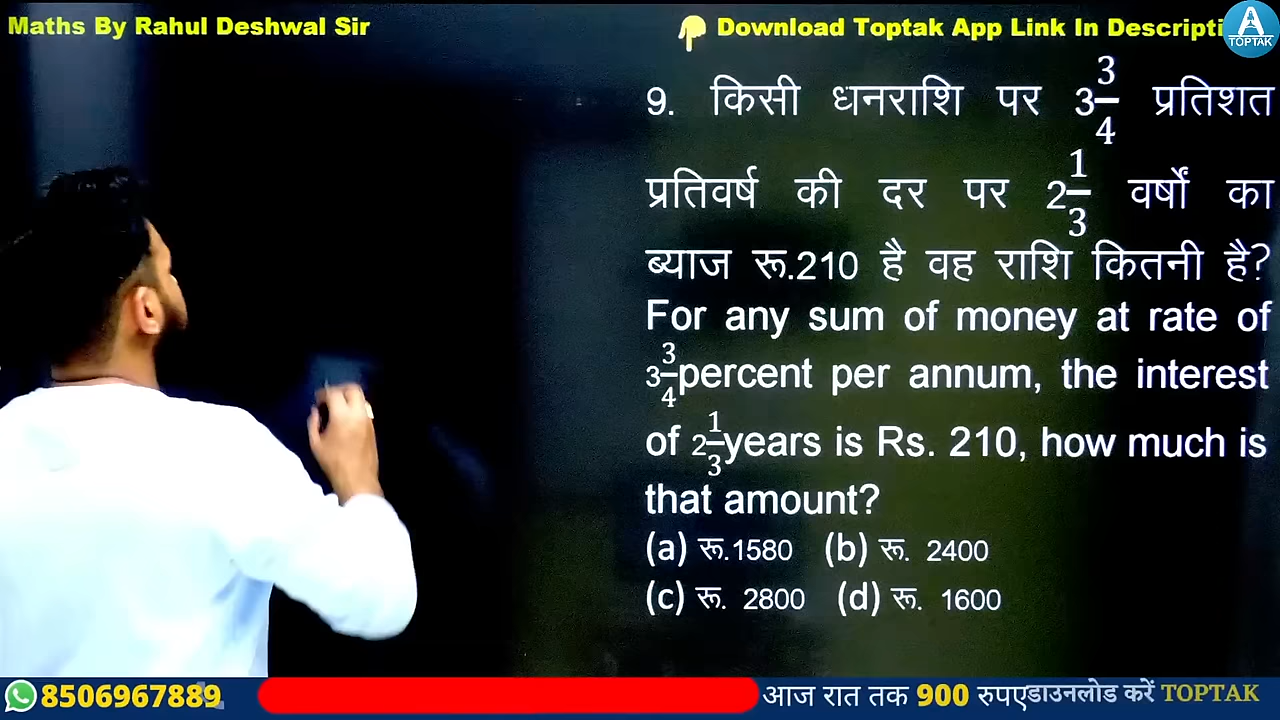 Maths By Rahul Deshwal Sir
👇 Download Toptak App Link In Descripti
TOPTAK
9. किसी धनराशि पर 3 3/4 प्रतिशत
प्रतिवर्ष की दर पर 2 1/3 वर्षों का
ब्याज रू.210 है वह राशि कितनी है?
For any sum of money at rate of
3 3/4 percent per annum, the interest
of 2 1/3 years is Rs. 210, how much is
that amount?
(a) रू.1580 (b) रू. 2400
(c) रू. 2800 (d) रू. 1600
8506967889 आज रात तक 900 रुपए डाउनलोड करें TOPTAK